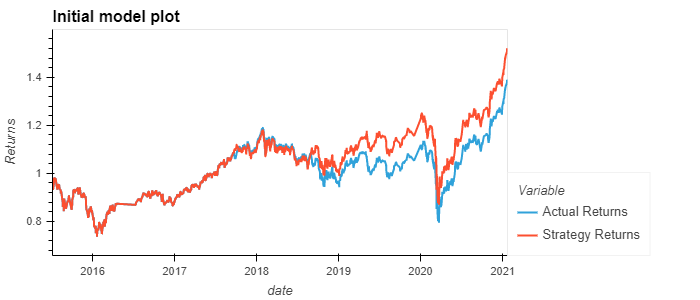 Initial model plot
Returns
1.4
1.2
1
0.8
2016 2017 2018 2019 2020 2021
date
Variable
Actual Returns
Strategy Returns